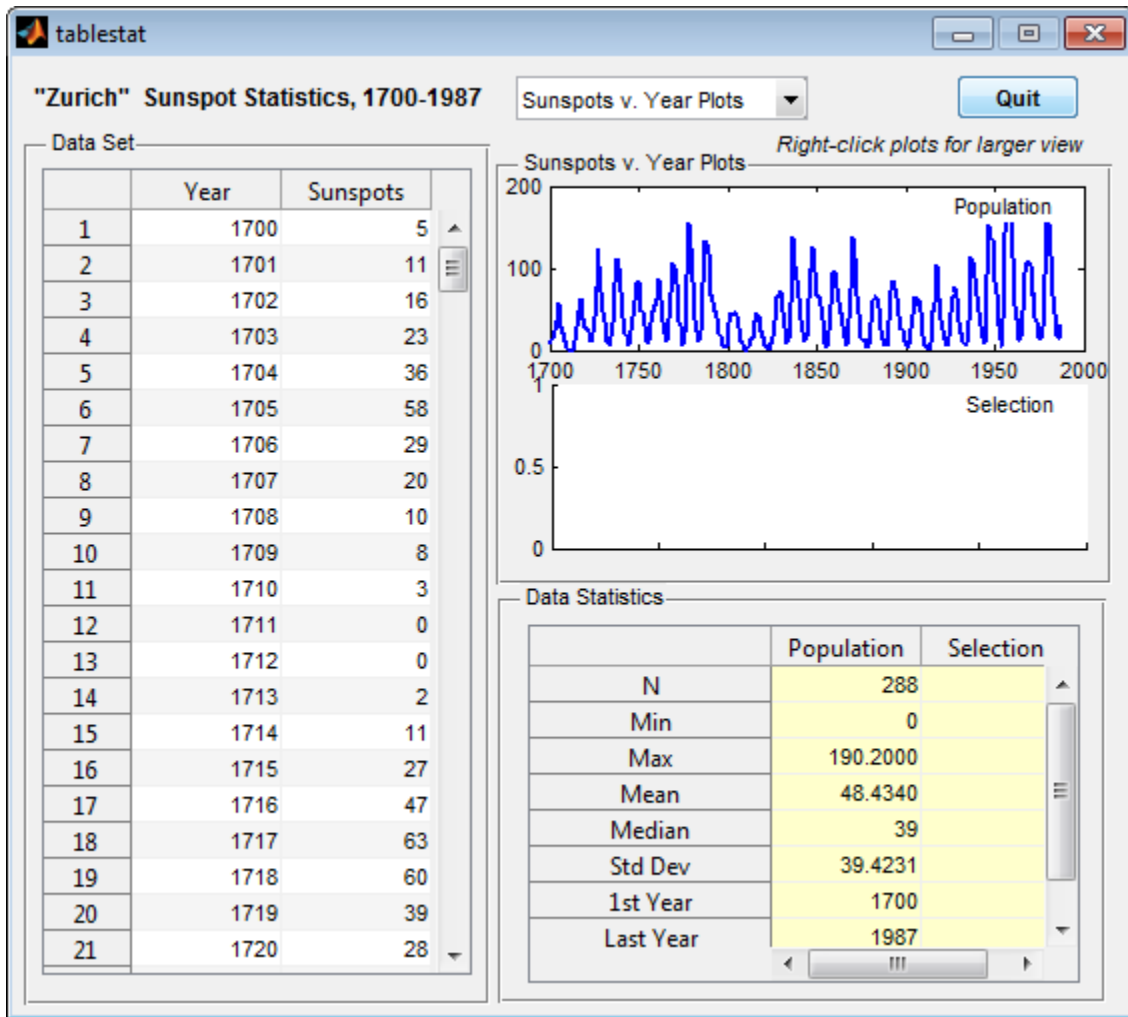 tablestat
"Zurich" Sunspot Statistics, 1700-1987
Sunspots v. Year Plots
Quit
Right-click plots for larger view
Data Set
Year Sunspots
1 1700 5
2 1701 11
3 1702 16
4 1703 23
5 1704 36
6 1705 58
7 1706 29
8 1707 20
9 1708 10
10 1709 8
11 1710 3
12 1711 0
13 1712 0
14 1713 2
15 1714 11
16 1715 27
17 1716 47
18 1717 63
19 1718 60
20 1719 39
21 1720 28
Sunspots v. Year Plots
200
Population
100
0
1700 1750 1800 1850 1900 1950 2000
1
Selection
0.5
0
Data Statistics
Population Selection
N 288
Min 0
Max 190.2000
Mean 48.4340
Median 39
Std Dev 39.4231
1st Year 1700
Last Year 1987